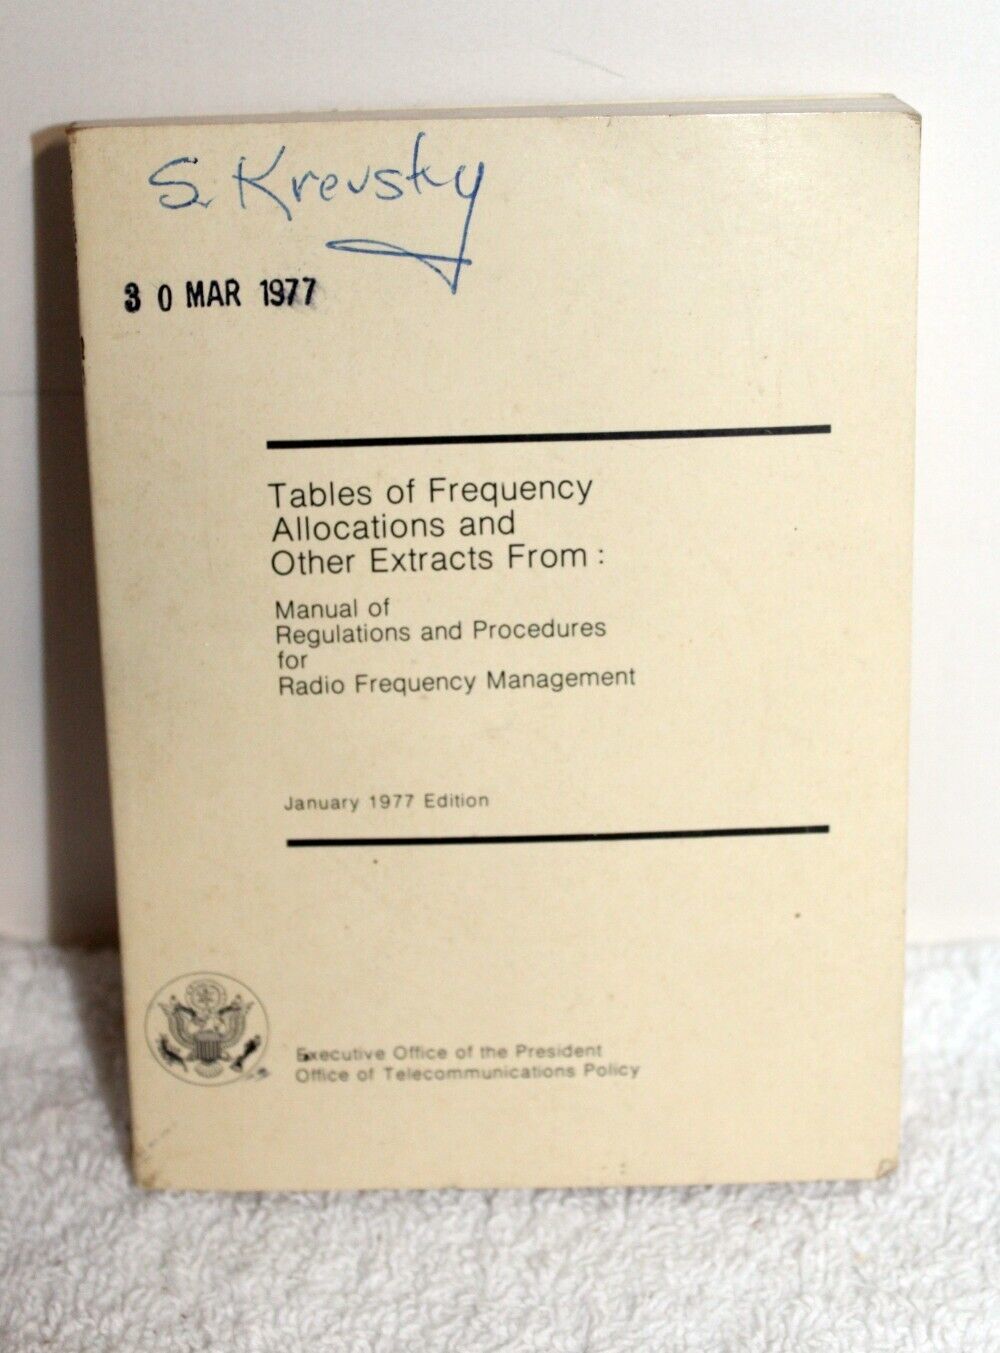 S. Krevsky
30 MAR 1977
Tables of Frequency
Allocations and
Other Extracts From:
Manual of
Regulations and Procedures
for
Radio Frequency Management
January 1977 Edition
Executive Office of the President
Office of Telecommunications Policy